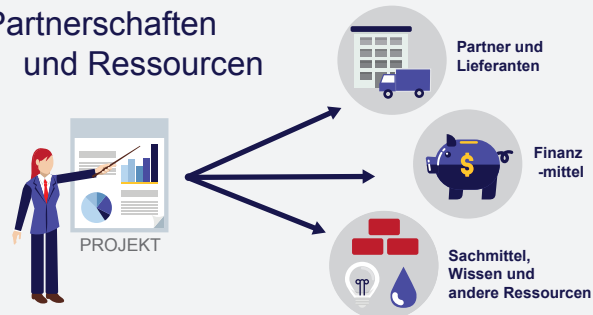 Partnerschaften
und Ressourcen
Partner und
Lieferanten
$
Finanz
-mittel
PROJEKT
Sachmittel,
Wissen und
andere Ressourcen